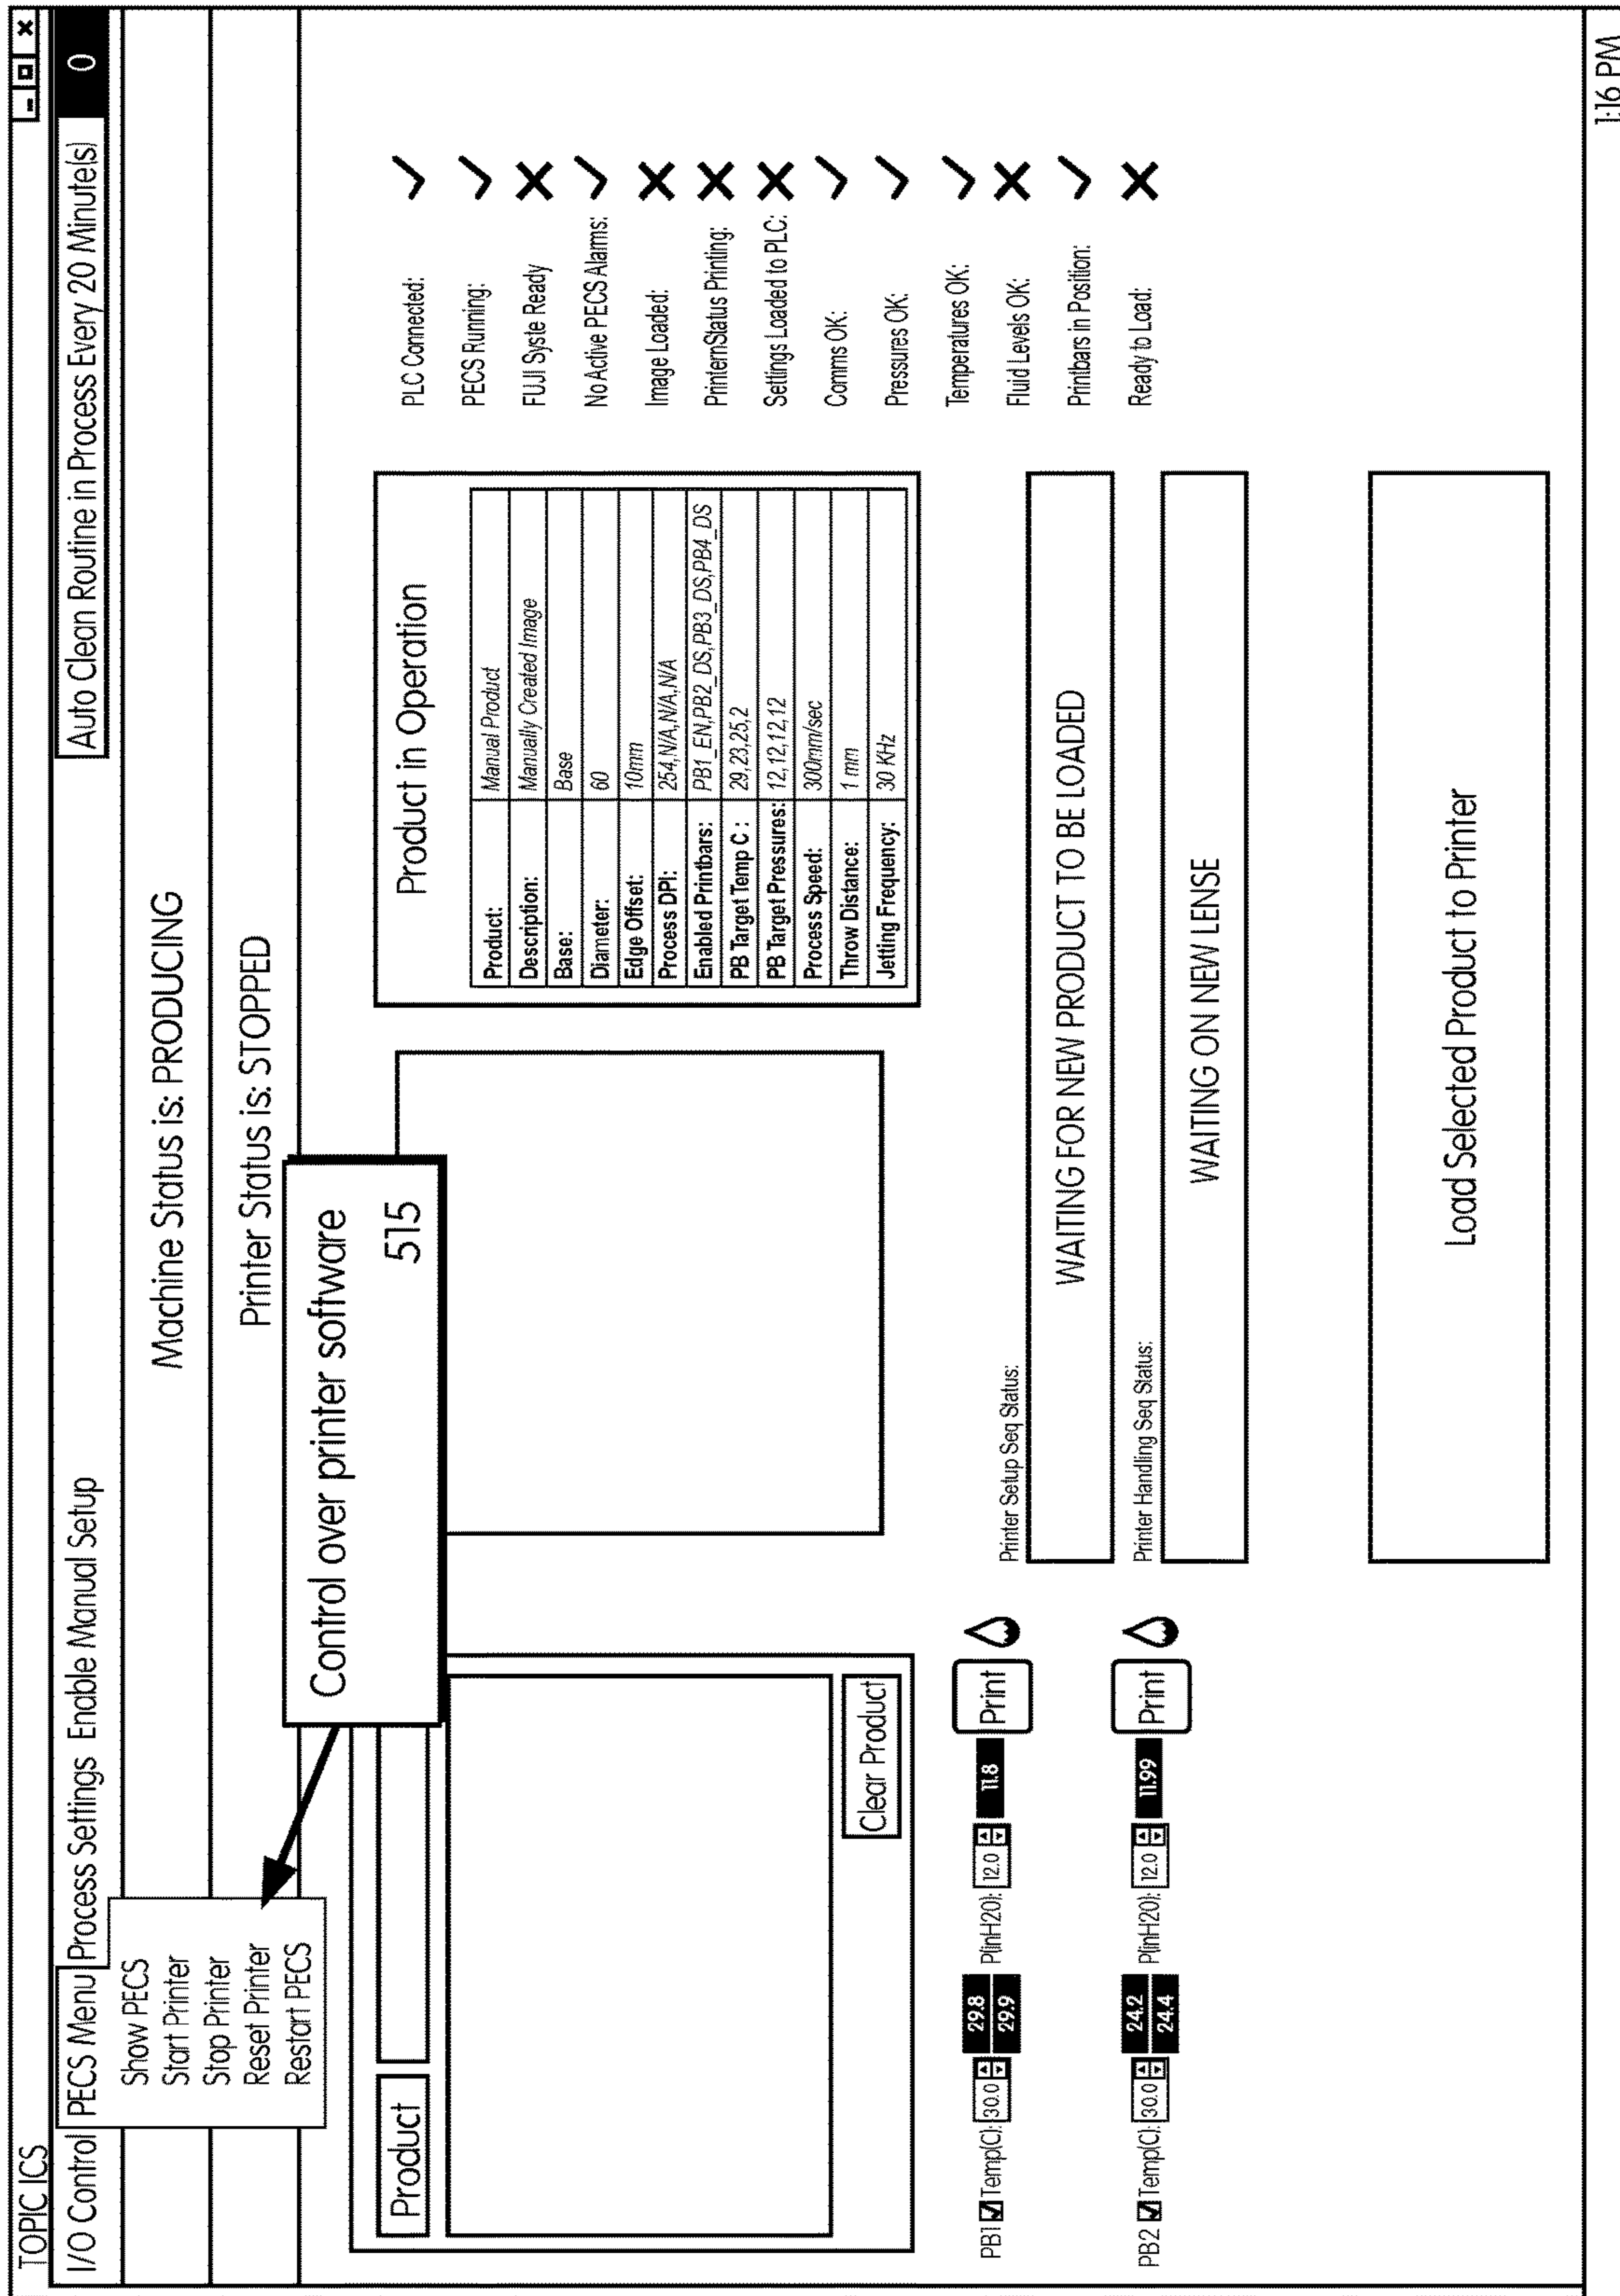 TOPIC ICS
I/O Control PECS Menu Process Settings Enable Manual Setup
Auto Clean Routine in Process Every 20 Minute(s) 0
Show PECS
Start Printer
Stop Printer
Reset Printer
Restart PECS
Machine Status is: PRODUCING
Printer Status is: STOPPED
Control over printer software
515
Product
Clear Product
Product in Operation
Product: Manual Product
Description: Manually Created Image
Base: Base
Diameter: 60
Edge Offset: 10mm
Process DPI: 254,N/A,N/A,N/A
Enabled Printbars: PB1_EN,PB2_DS,PB3_DS,PB4_DS
PB Target Temp C : 29,23,25,2
PB Target Pressures: 12,12,12,12
Process Speed: 300mm/sec
Throw Distance: 1 mm
Jetting Frequency: 30 KHz
PLC Connected:
PECS Running:
FUJI Syste Ready
No Active PECS Alarms:
Image Loaded:
PrinternStatus Printing:
Settings Loaded to PLC:
Comms OK:
Pressures OK:
Temperatures OK:
Fluid Levels OK:
Printbars in Position:
Ready to Load:
PB1 Temp(C): 30.0 29.8 29.9 P(inH20): 12.0 11.8 Print
PB2 Temp(C): 30.0 24.2 24.4 P(inH20): 12.0 11.99 Print
Printer Setup Seq Status:
WAITING FOR NEW PRODUCT TO BE LOADED
Printer Handling Seq Status:
WAITING ON NEW LENSE
Load Selected Product to Printer
1:16 PM